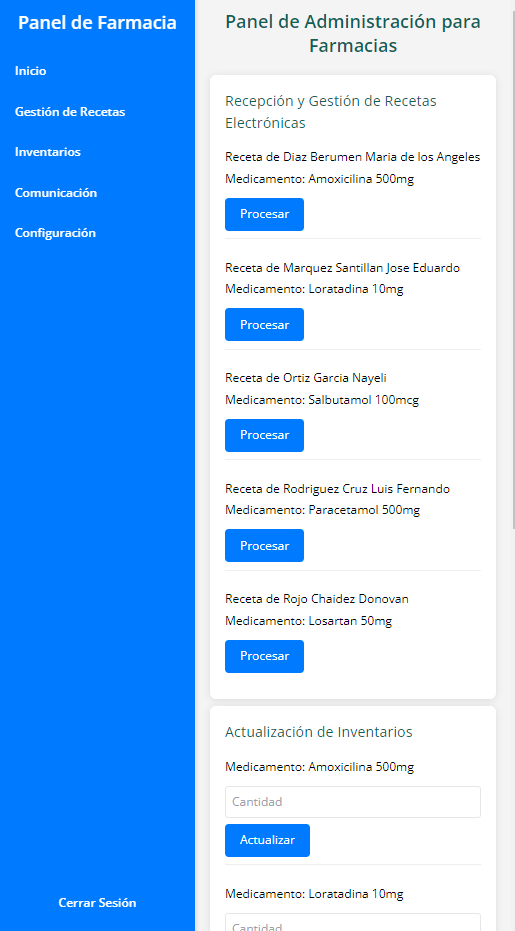 Panel de Farmacia
Inicio
Gestión de Recetas
Inventarios
Comunicación
Configuración
Cerrar Sesión
Panel de Administración para
Farmacias
Recepción y Gestión de Recetas
Electrónicas
Receta de Diaz Berumen Maria de los Angeles
Medicamento: Amoxicilina 500mg
Procesar
Receta de Marquez Santillan Jose Eduardo
Medicamento: Loratadina 10mg
Procesar
Receta de Ortiz Garcia Nayeli
Medicamento: Salbutamol 100mcg
Procesar
Receta de Rodriguez Cruz Luis Fernando
Medicamento: Paracetamol 500mg
Procesar
Receta de Rojo Chaidez Donovan
Medicamento: Losartan 50mg
Procesar
Actualización de Inventarios
Medicamento: Amoxicilina 500mg
Cantidad
Actualizar
Medicamento: Loratadina 10mg
Cantidad